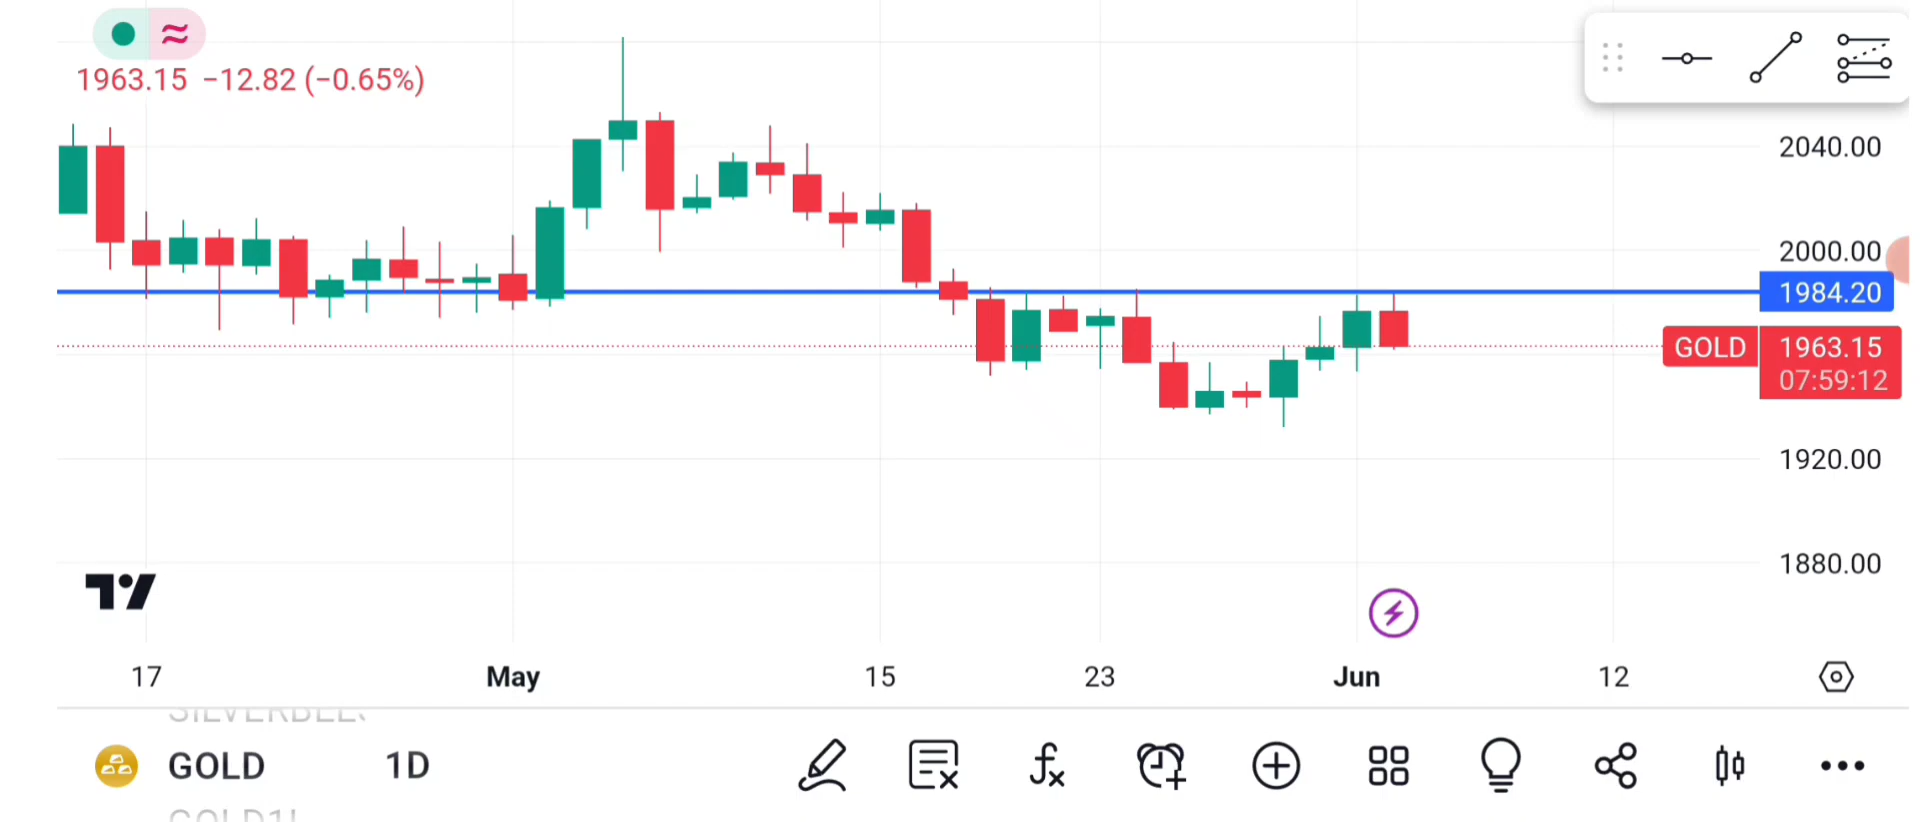 1963.15 −12.82 (−0.65%)
2040.00
2000.00
1984.20
GOLD 1963.15
07:59:12
1920.00
1880.00
17 May 15 23 Jun 12
GOLD 1D